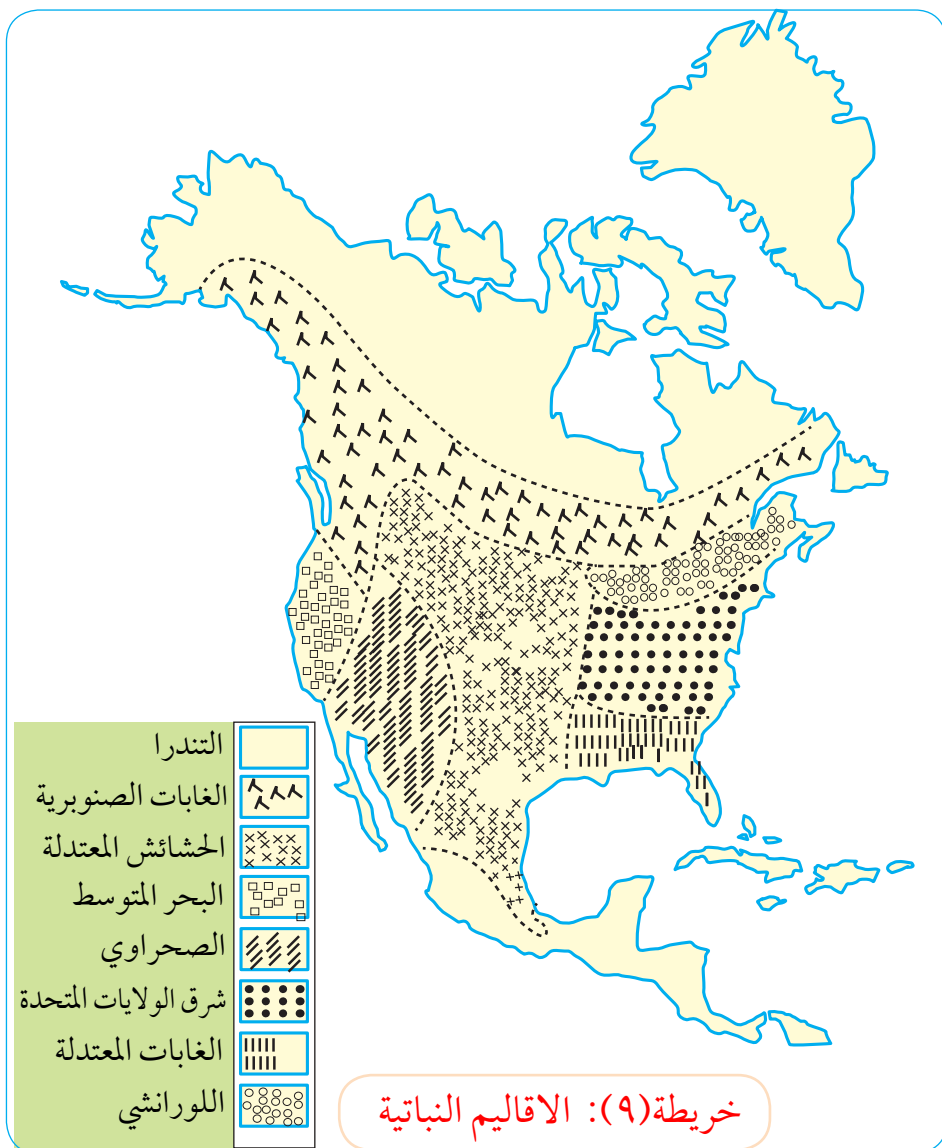 التندرا
الغابات الصنوبرية
الحشائش المعتدلة
البحر المتوسط
الصحراوي
شرق الولايات المتحدة
الغابات المعتدلة
اللورانشي
خريطة(٩): الاقاليم النباتية